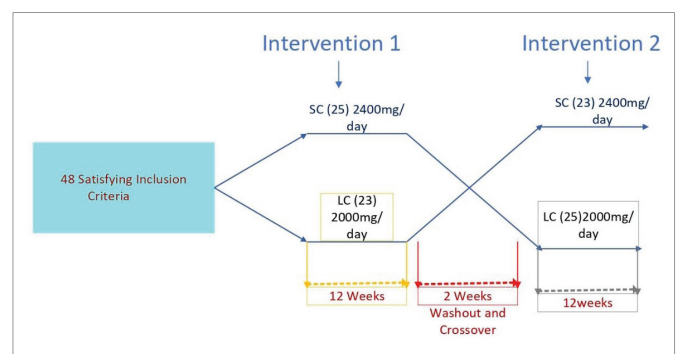 Intervention 1
Intervention 2
SC (25) 2400mg/
day
SC (23) 2400mg/
day
48 Satisfying Inclusion
Criteria
LC (23)
2000mg/
day
LC (25)2000mg/
day
12 Weeks
2 Weeks
Washout and
Crossover
12weeks